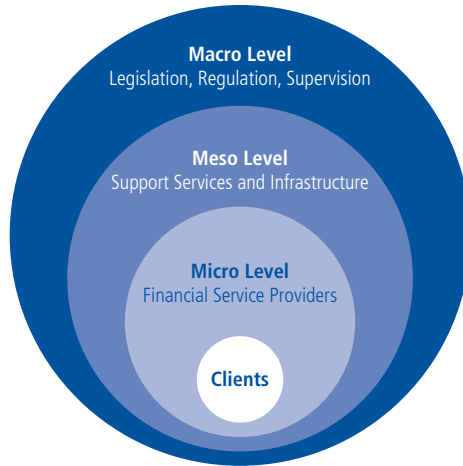 Macro Level
Legislation, Regulation, Supervision
Meso Level
Support Services and Infrastructure
Micro Level
Financial Service Providers
Clients